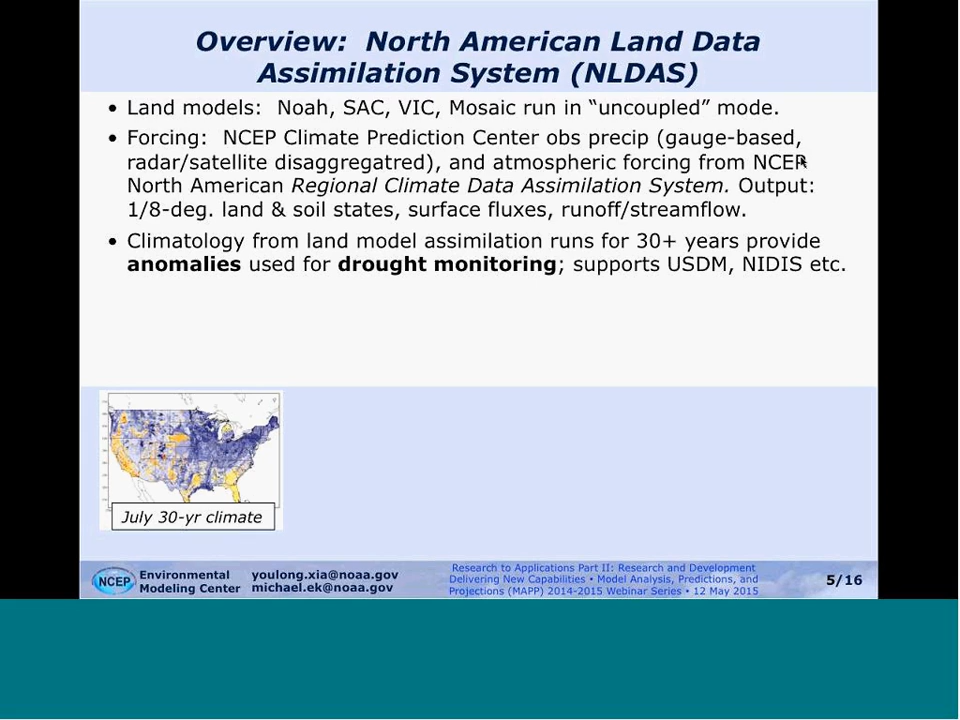 Overview: North American Land Data
Assimilation System (NLDAS)
• Land models: Noah, SAC, VIC, Mosaic run in “uncoupled” mode.
• Forcing: NCEP Climate Prediction Center obs precip (gauge-based,
radar/satellite disaggregatred), and atmospheric forcing from NCEP
North American Regional Climate Data Assimilation System. Output:
1/8-deg. land & soil states, surface fluxes, runoff/streamflow.
• Climatology from land model assimilation runs for 30+ years provide
anomalies used for drought monitoring; supports USDM, NIDIS etc.
July 30-yr climate
NCEP
Environmental
Modeling Center
youlong.xia@noaa.gov
michael.ek@noaa.gov
Research to Applications Part II: Research and Development
Delivering New Capabilities • Model Analysis, Predictions, and
Projections (MAPP) 2014-2015 Webinar Series • 12 May 2015
5/16